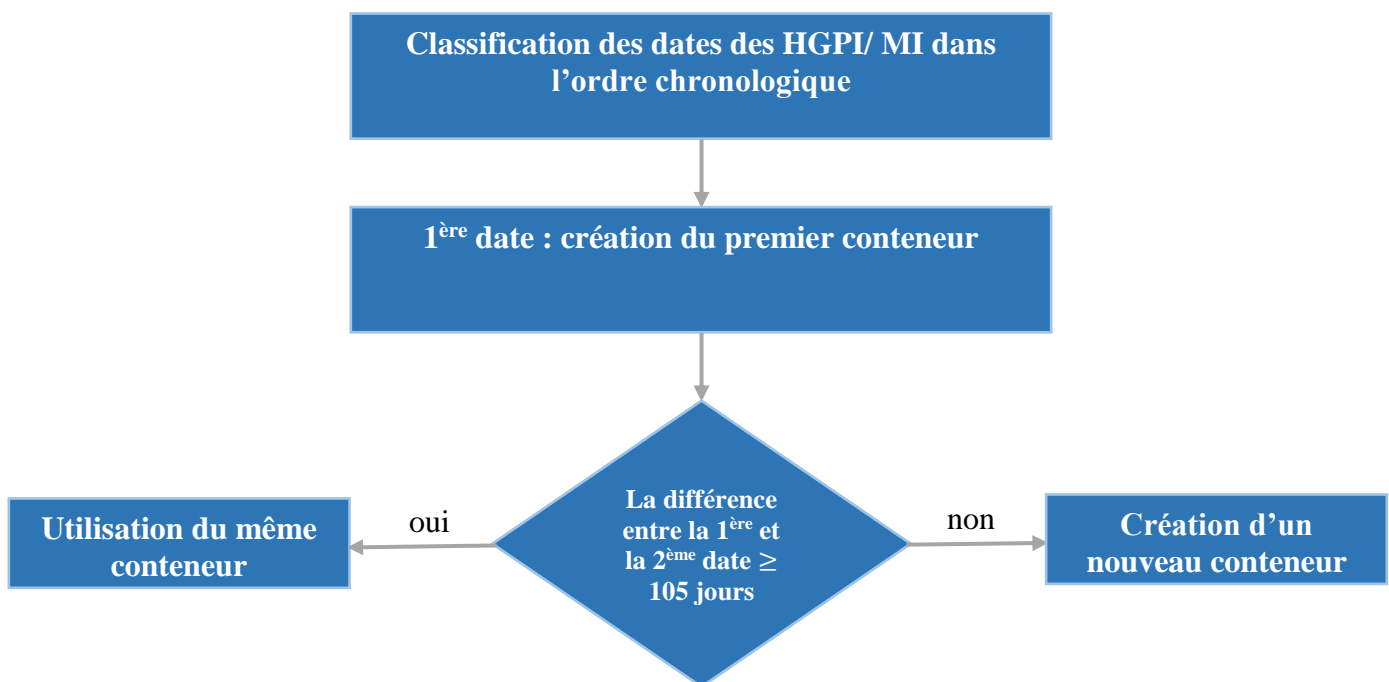 Classification des dates des HGPI/ MI dans
l’ordre chronologique
1ère date : création du premier conteneur
La différence
entre la 1ère et
la 2ème date ≥
105 jours
oui
Utilisation du même
conteneur
non
Création d’un
nouveau conteneur